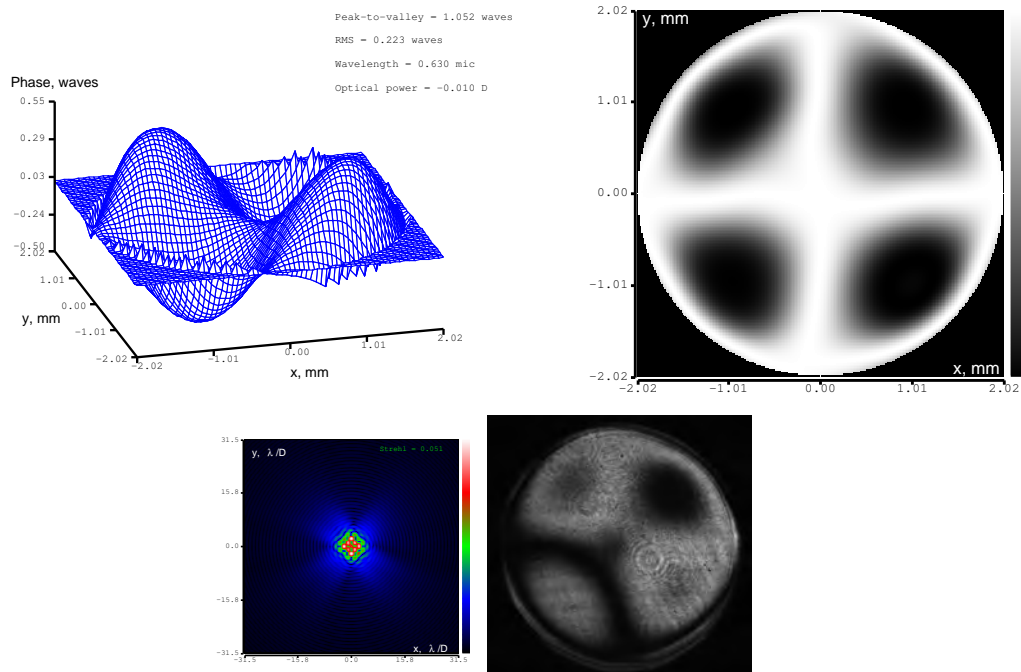 Peak-to-valley = 1.052 waves
RMS = 0.223 waves
Wavelength = 0.630 mic
Optical power = -0.010 D
Phase, waves
0.55
0.29
0.03
-0.24
-0.50
2.02
1.01
0.00
-1.01
-2.02
y, mm
-2.02
-1.01
0.00
1.01
2.02
x, mm
2.02
y, mm
1.01
0.00
-1.01
-2.02
x, mm
-2.02
-1.01
0.00
1.01
2.02
31.5
y, λ/D
Strehl = 0.051
15.8
0.0
-15.8
-31.5
x, λ/D
-31.5
-15.8
0.0
15.8
31.5